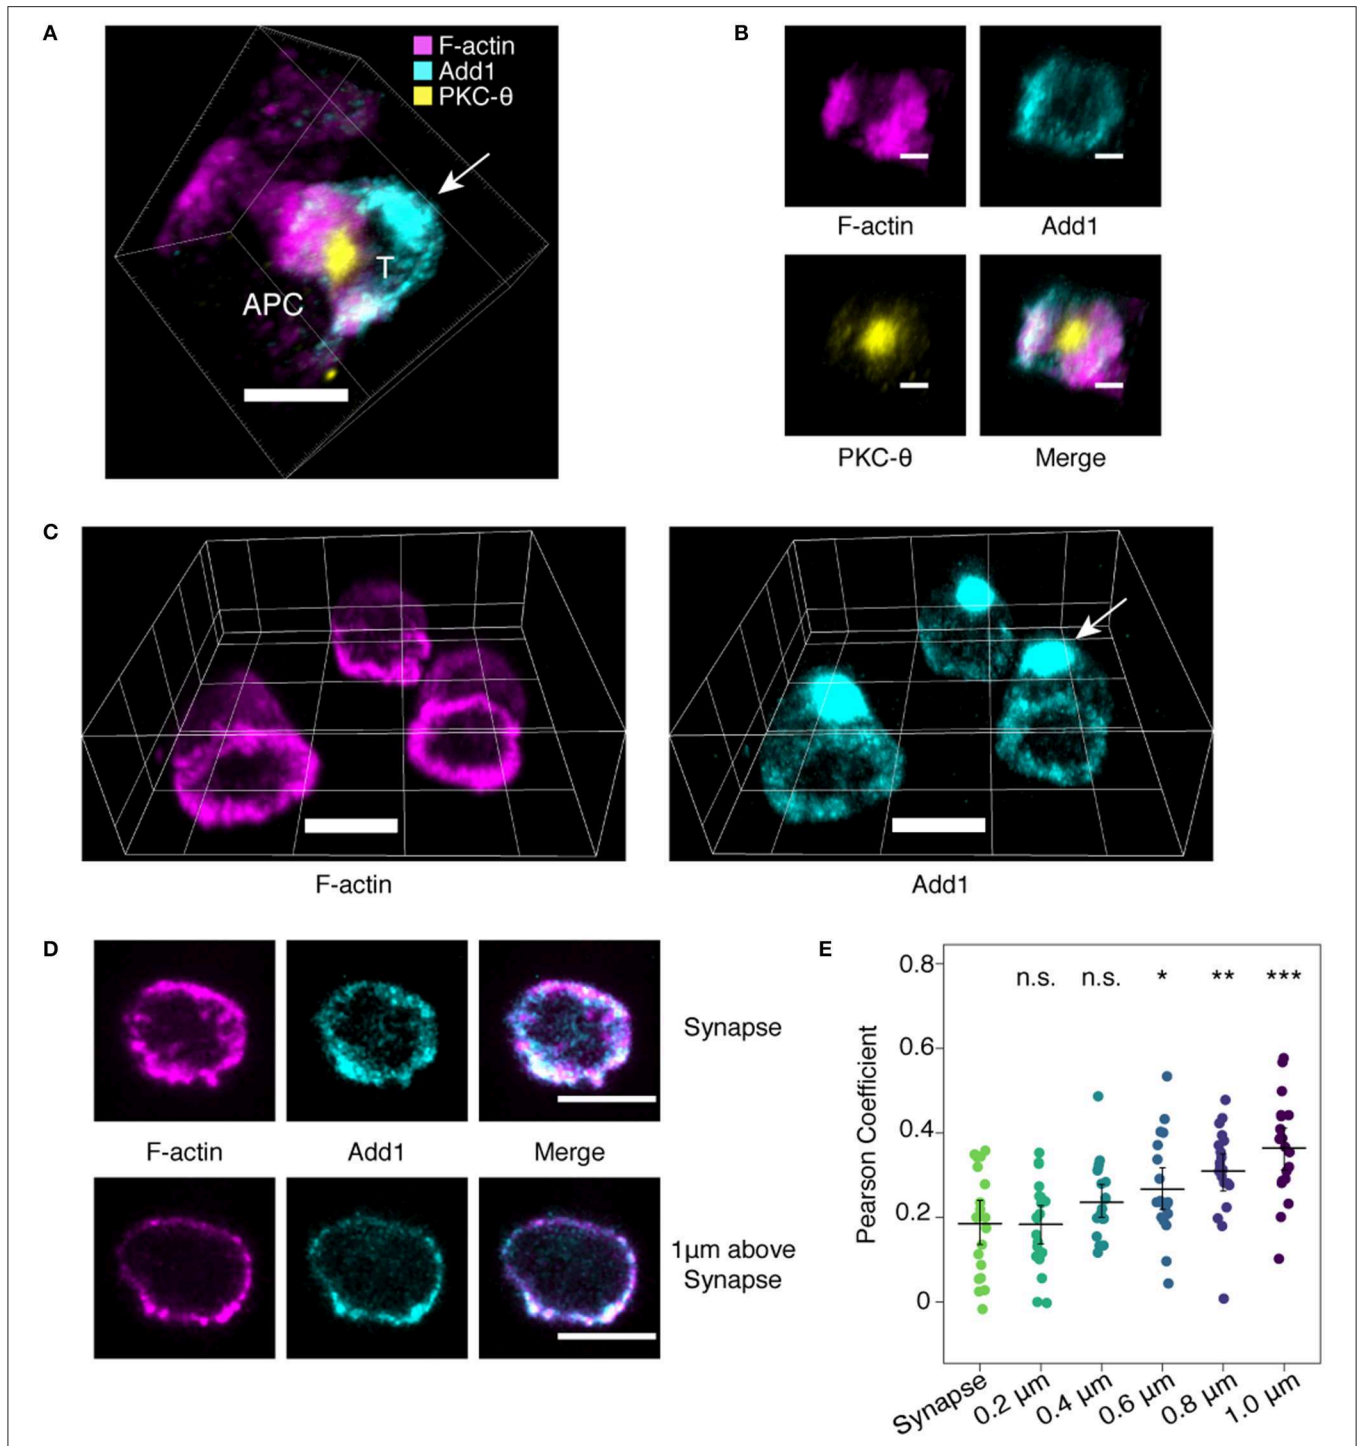 A
F-actin
Add1
PKC-θ
APC
T
B
F-actin
Add1
PKC-θ
Merge
C
F-actin
Add1
D
Synapse
F-actin
Add1
Merge
1µm above
Synapse
E
Pearson Coefficient
0.8
0.6
0.4
0.2
0
n.s.
n.s.
*
**
***
Synapse
0.2 µm
0.4 µm
0.6 µm
0.8 µm
1.0 µm